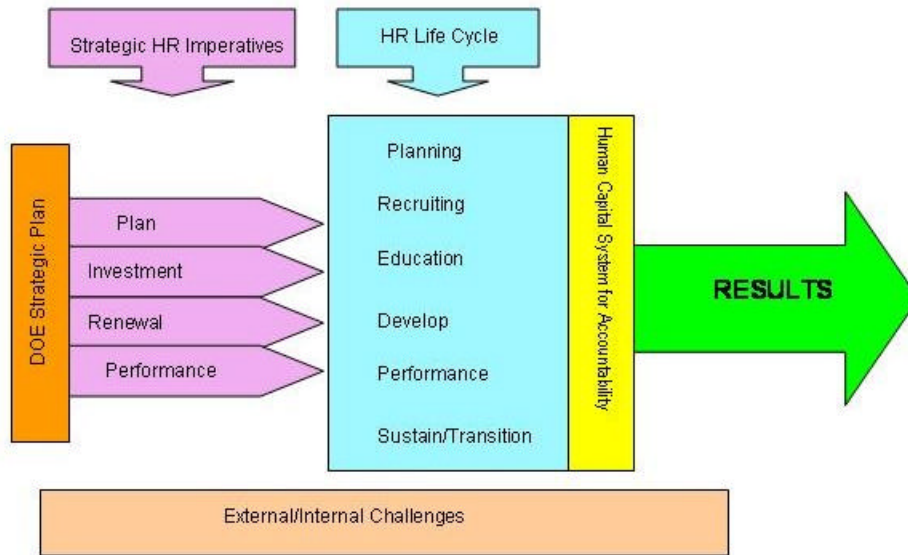 Strategic HR Imperatives
HR Life Cycle
DOE Strategic Plan
Plan
Investment
Renewal
Performance
Planning
Recruiting
Education
Develop
Performance
Sustain/Transition
Human Capital System for Accountability
RESULTS
External/Internal Challenges